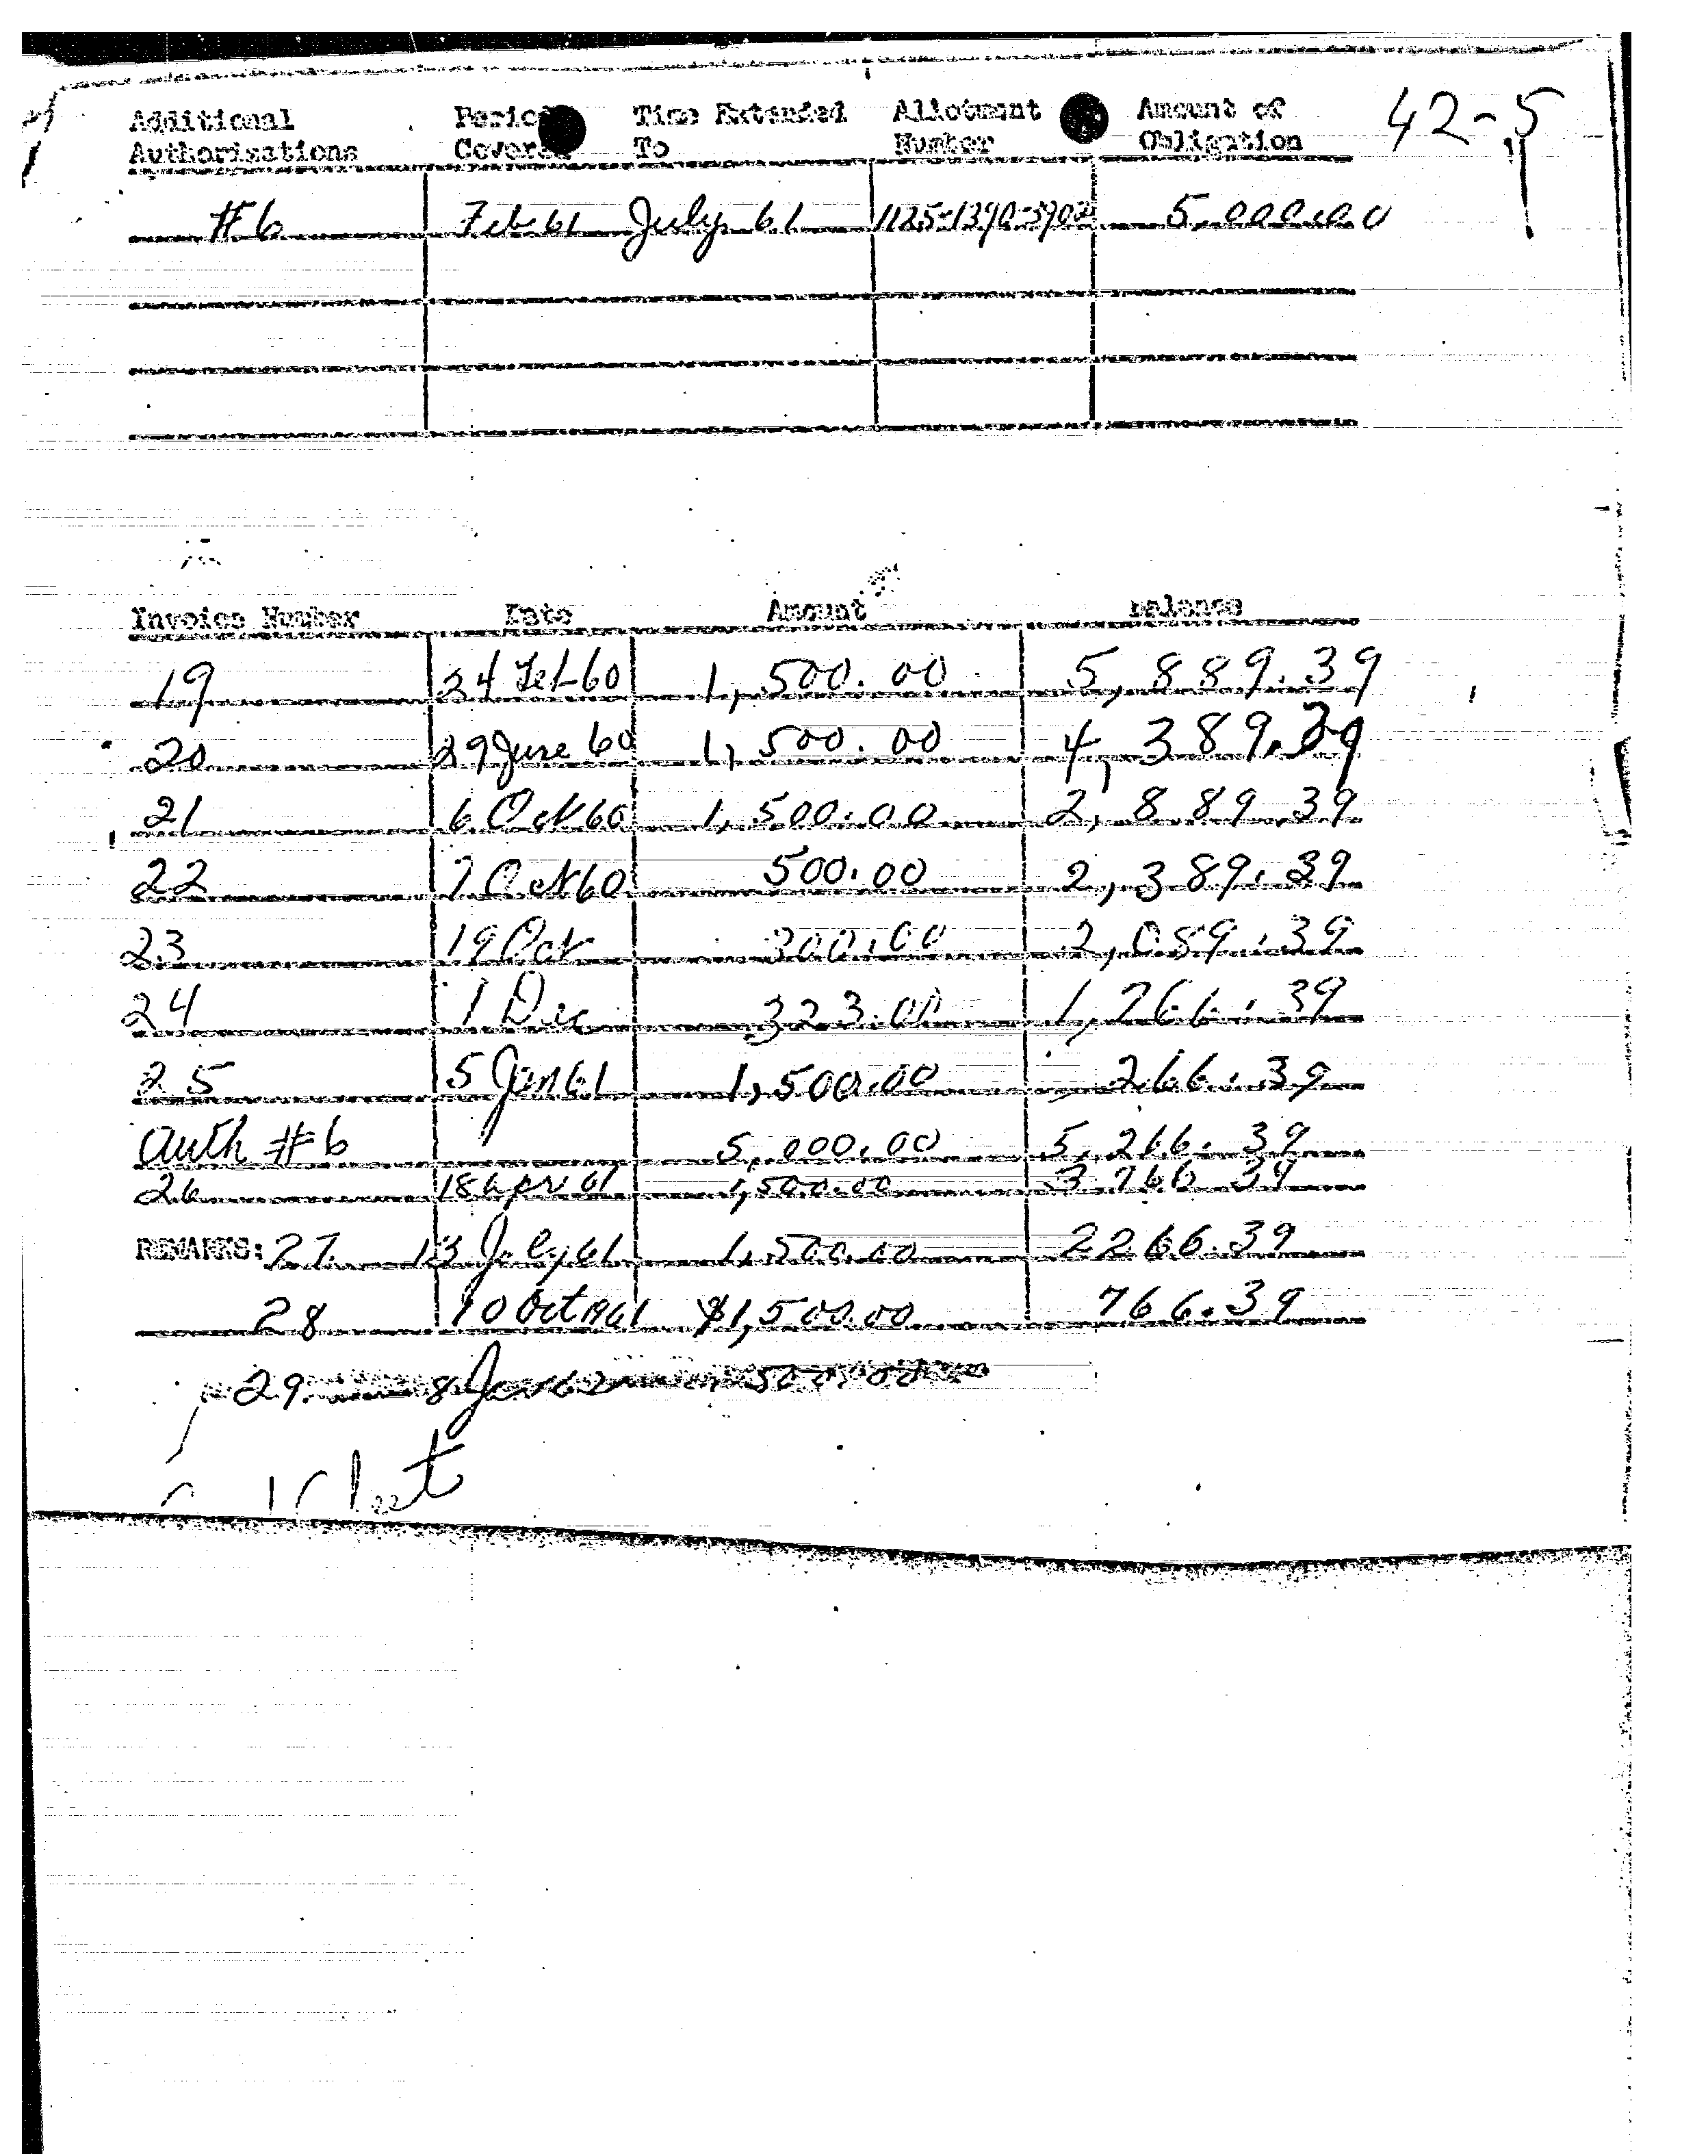 42-5
Additional Period Time Extended Allotment Amount of
Authorizations Covered To Number Obligation
#6 Feb 61 July 61 1125-1390-3902 5,000.00
Invoice Number Date Amount Balance
19 24 Feb 60 1,500.00 5,889.39
20 29 June 60 1,500.00 4,389.39
21 6 Oct 60 1,500.00 2,889.39
22 7 Oct 60 500.00 2,389.39
23 19 Oct 300.00 2,089.39
24 1 Dec 323.00 1,766.39
25 5 Jan 61 1,500.00 266.39
Auth #6 5,000.00 5,266.39
26 18 Apr 61 1,500.00 3 766 39
REMARKS: 27 13 July 61 1,500.00 2266.39
28 10 Oct 1961 $1,500.00 766.39
29 8 Jan 62 1,500.00